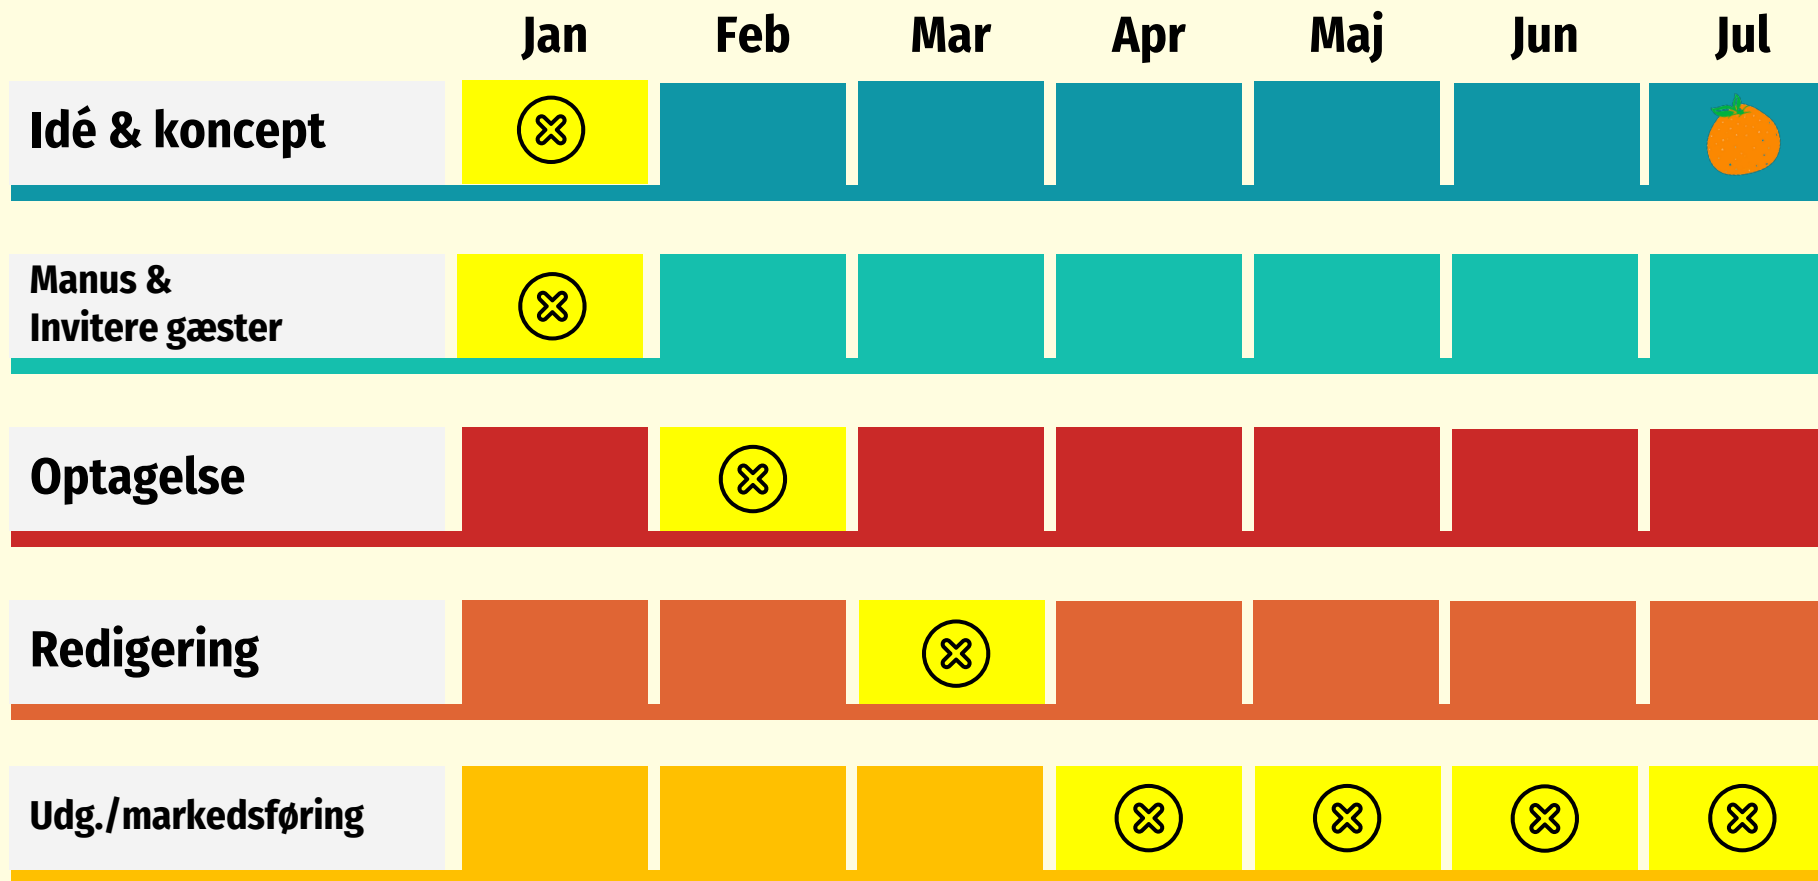 Jan Feb Mar Apr Maj Jun Jul
Idé & koncept
Manus &
Invitere gæster
Optagelse
Redigering
Udg./markedsføring